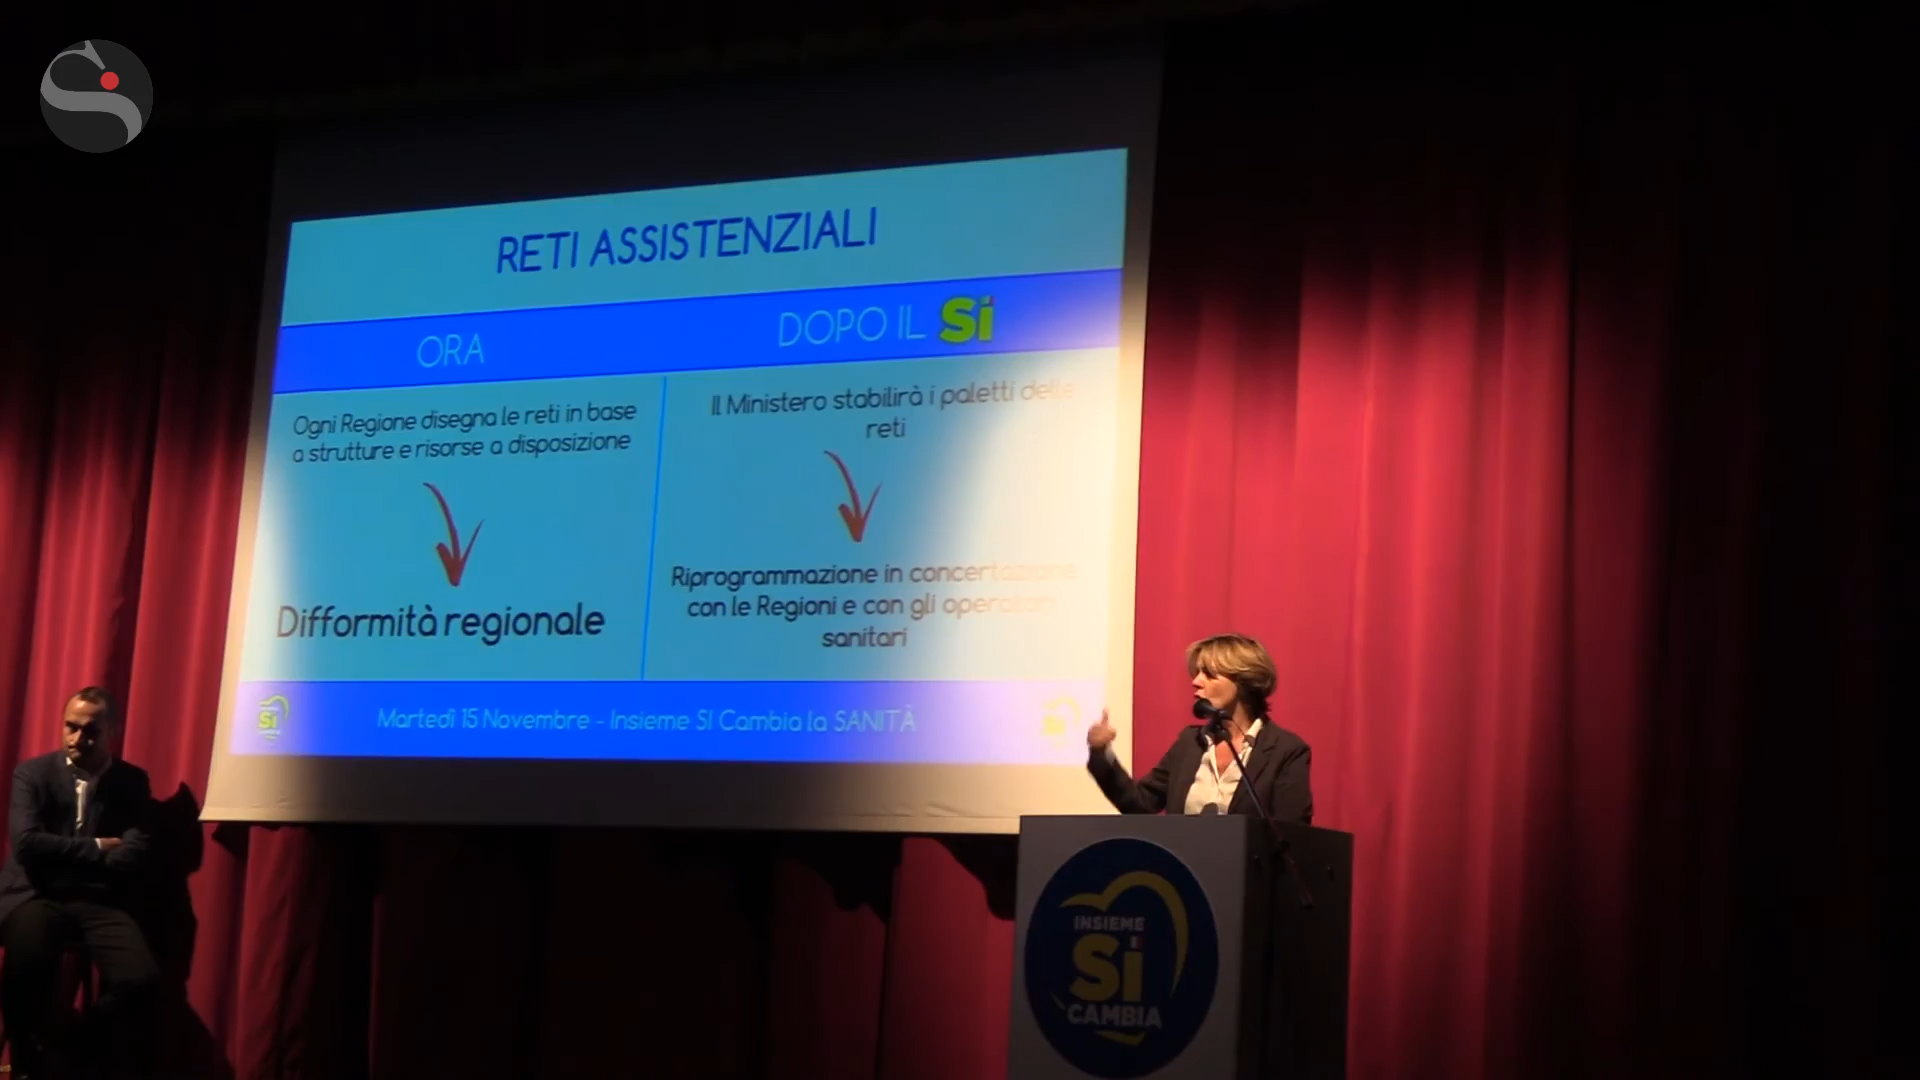 RETI ASSISTENZIALI
ORA
DOPO IL Sì
Ogni Regione disegna le reti in base
a strutture e risorse a disposizione
Difformità regionale
Il Ministero stabilirà i paletti delle
reti
Riprogrammazione in concertazione
con le Regioni e con gli operatori
sanitari
Sì
Martedì 15 Novembre - Insieme SI Cambia la SANITÀ
Sì
INSIEME
Sì
CAMBIA